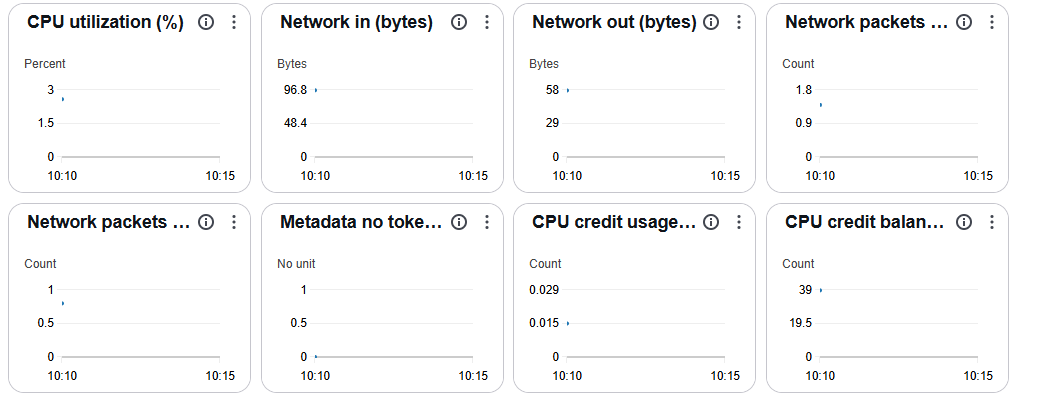 CPU utilization (%)
Percent
3
1.5
0
10:10 10:15
Network in (bytes)
Bytes
96.8
48.4
0
10:10 10:15
Network out (bytes)
Bytes
58
29
0
10:10 10:15
Network packets ...
Count
1.8
0.9
0
10:10 10:15
Network packets ...
Count
1
0.5
0
10:10 10:15
Metadata no toke...
No unit
1
0.5
0
10:10 10:15
CPU credit usage...
Count
0.029
0.015
0
10:10 10:15
CPU credit balan...
Count
39
19.5
0
10:10 10:15